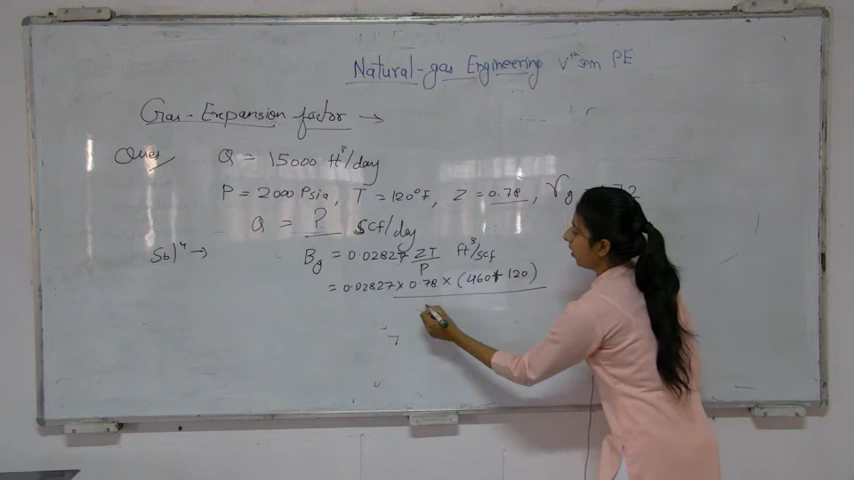 Natural-gas Engineering Vth sem PE
Gas-Expansion factor →
Ques
Q = 15000 ft³/day
P = 2000 Psia, T = 120°F, Z = 0.78, γg 72
Q = ? scf/day
Sol^n → Bg = 0.02827 ZT/P ft³/scf
= 0.02827 × 0.78 × (460+120)